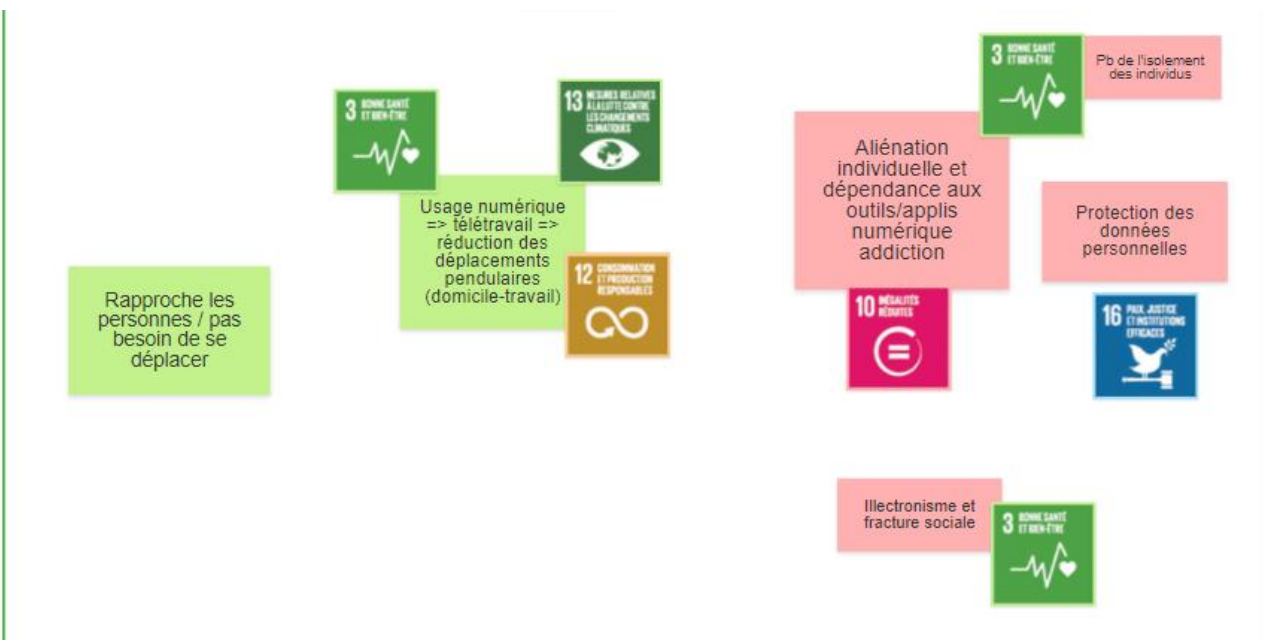 Rapproche les
personnes / pas
besoin de se
déplacer
3 BONNE SANTÉ
ET BIEN-ÊTRE
13 MESURES RELATIVES
À LA LUTTE CONTRE
LES CHANGEMENTS
CLIMATIQUES
Usage numérique
=> télétravail =>
réduction des
déplacements
pendulaires
(domicile-travail)
12 CONSOMMATION
ET PRODUCTION
RESPONSABLES
3 BONNE SANTÉ
ET BIEN-ÊTRE
Pb de l'isolement
des individus
Aliénation
individuelle et
dépendance aux
outils/applis
numérique
addiction
10 INÉGALITÉS
RÉDUITES
Protection des
données
personnelles
16 PAIX, JUSTICE
ET INSTITUTIONS
EFFICACES
Illectronisme et
fracture sociale
3 BONNE SANTÉ
ET BIEN-ÊTRE